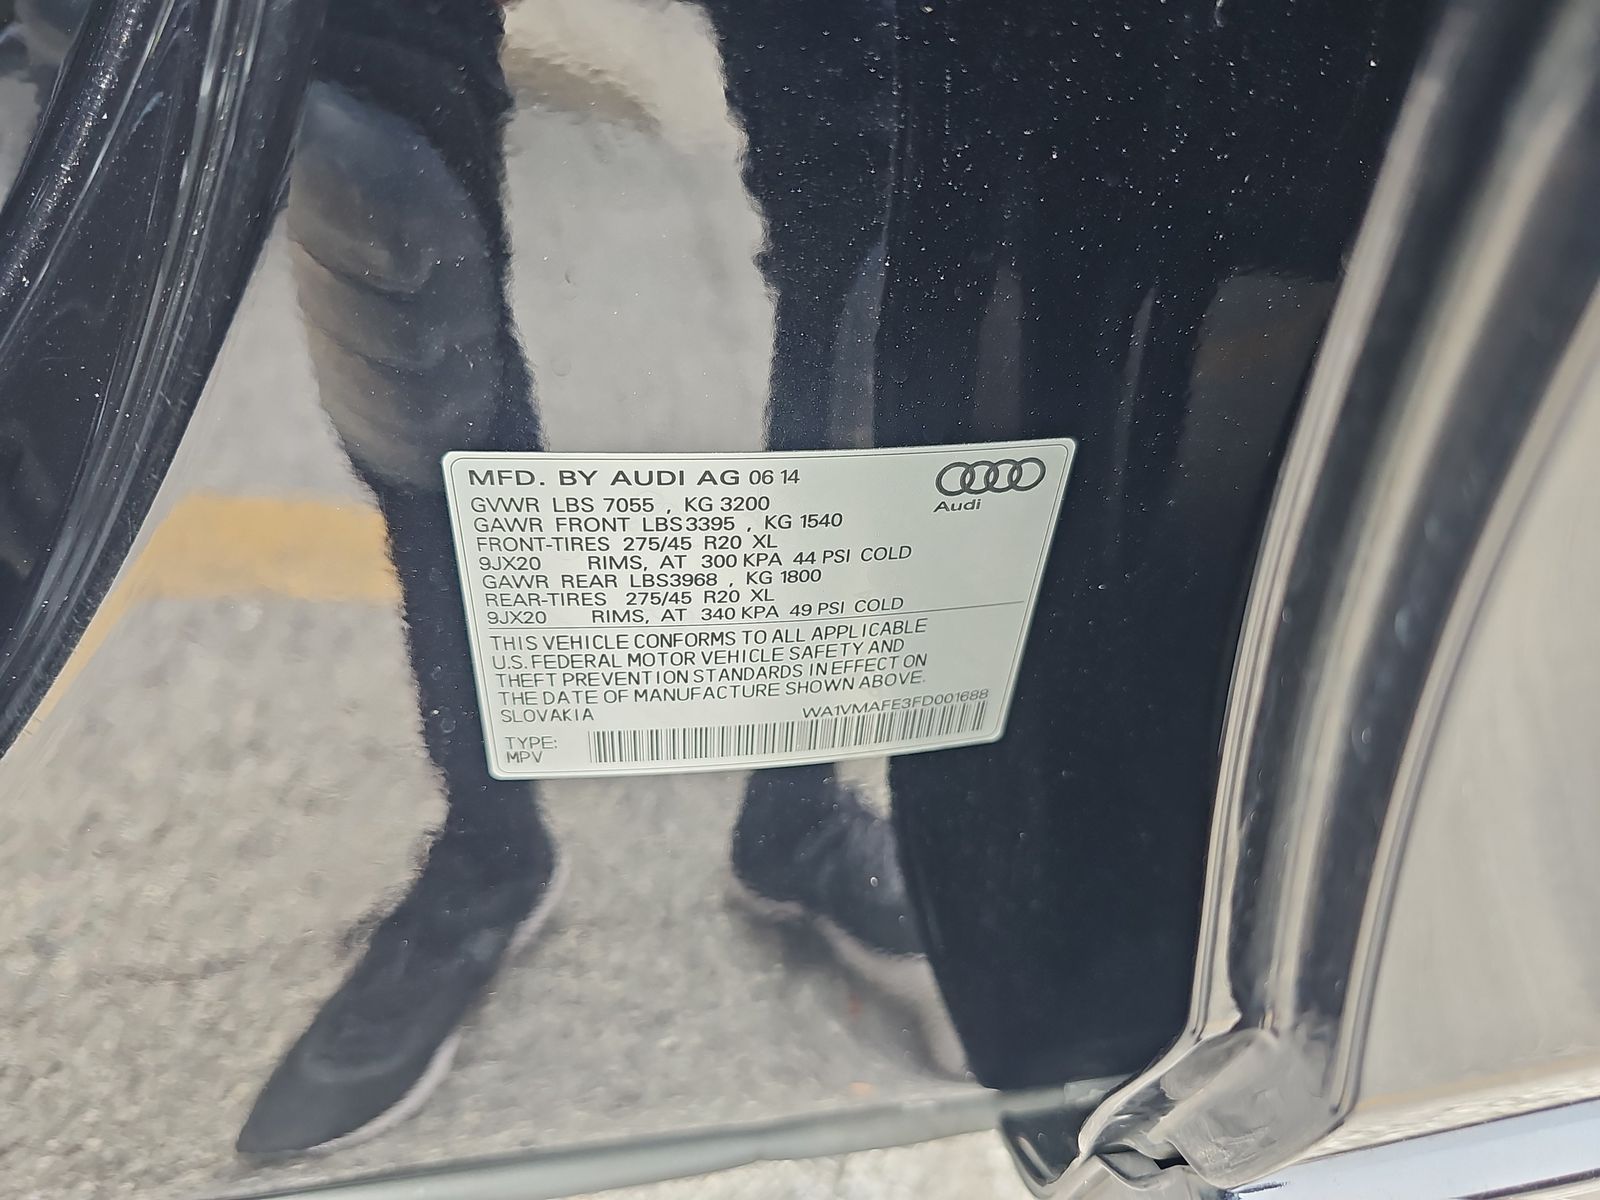 MFD. BY AUDI AG 06 14
Audi
GVWR LBS 7055 , KG 3200
GAWR FRONT LBS 3395 , KG 1540
FRONT-TIRES 275/45 R20 XL
9JX20 RIMS, AT 300 KPA 44 PSI COLD
GAWR REAR LBS3968 , KG 1800
REAR-TIRES 275/45 R20 XL
9JX20 RIMS, AT 340 KPA 49 PSI COLD
THIS VEHICLE CONFORMS TO ALL APPLICABLE
U.S. FEDERAL MOTOR VEHICLE SAFETY AND
THEFT PREVENTION STANDARDS IN EFFECT ON
THE DATE OF MANUFACTURE SHOWN ABOVE.
SLOVAKIA WA1VMAFE3FD001688
TYPE:
MPV